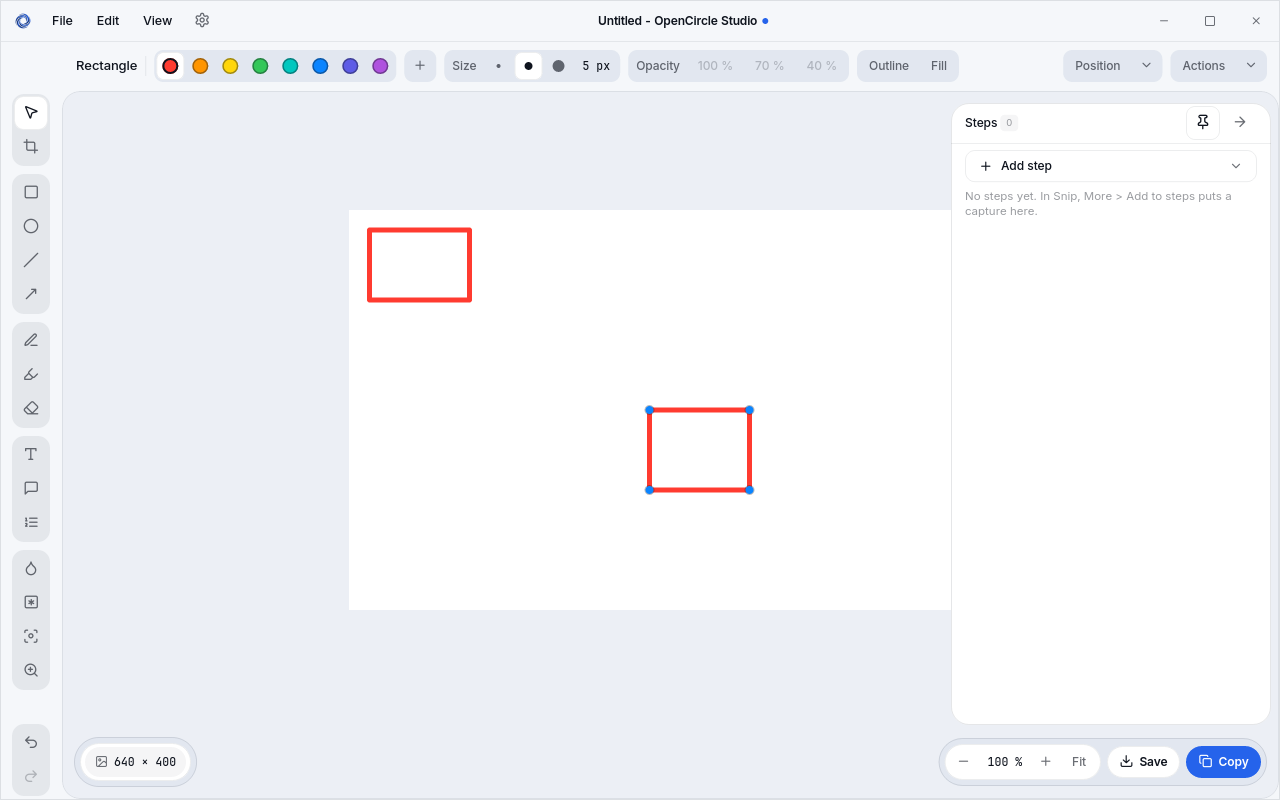 File Edit View
Untitled - OpenCircle Studio
Rectangle
Size 5 px
Opacity 100 % 70 % 40 %
Outline Fill
Position
Actions
Steps 0
Add step
No steps yet. In Snip, More > Add to steps puts a
capture here.
640 × 400
100 % Fit
Save
Copy